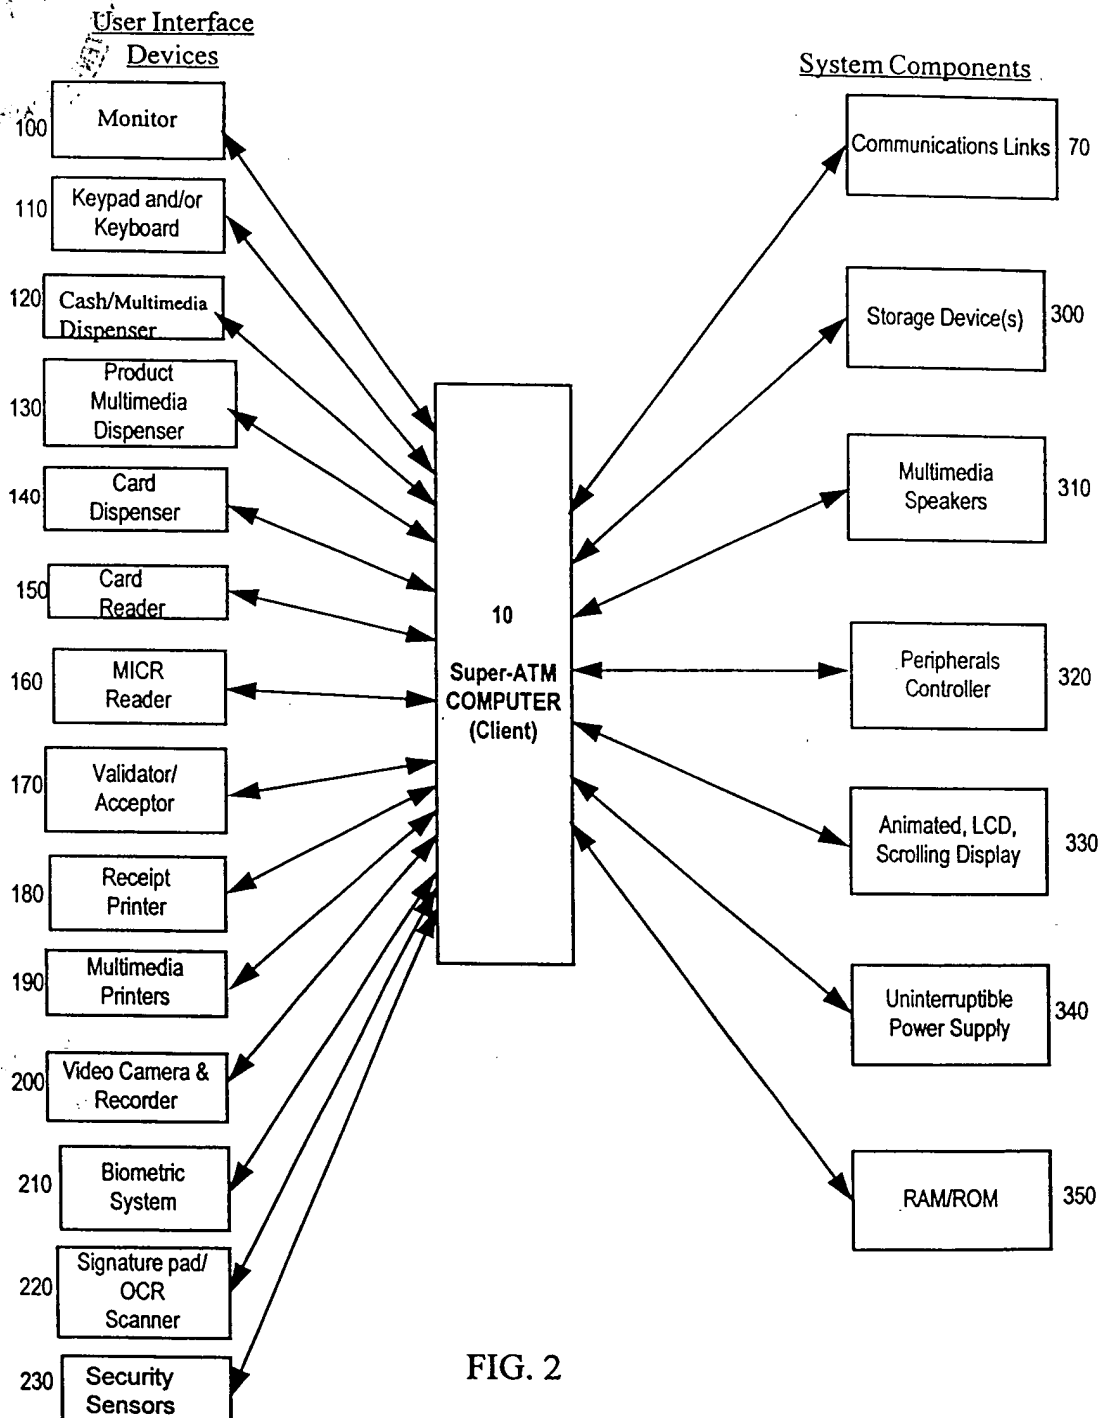 User Interface
Devices
System Components
100
Monitor
110
Keypad and/or
Keyboard
120
Cash/Multimedia
Dispenser
130
Product
Multimedia
Dispenser
140
Card
Dispenser
150
Card
Reader
160
MICR
Reader
170
Validator/
Acceptor
180
Receipt
Printer
190
Multimedia
Printers
200
Video Camera &
Recorder
210
Biometric
System
220
Signature pad/
OCR
Scanner
230
Security
Sensors
10
Super-ATM
COMPUTER
(Client)
Communications Links
70
Storage Device(s)
300
Multimedia
Speakers
310
Peripherals
Controller
320
Animated, LCD,
Scrolling Display
330
Uninterruptible
Power Supply
340
RAM/ROM
350
FIG. 2